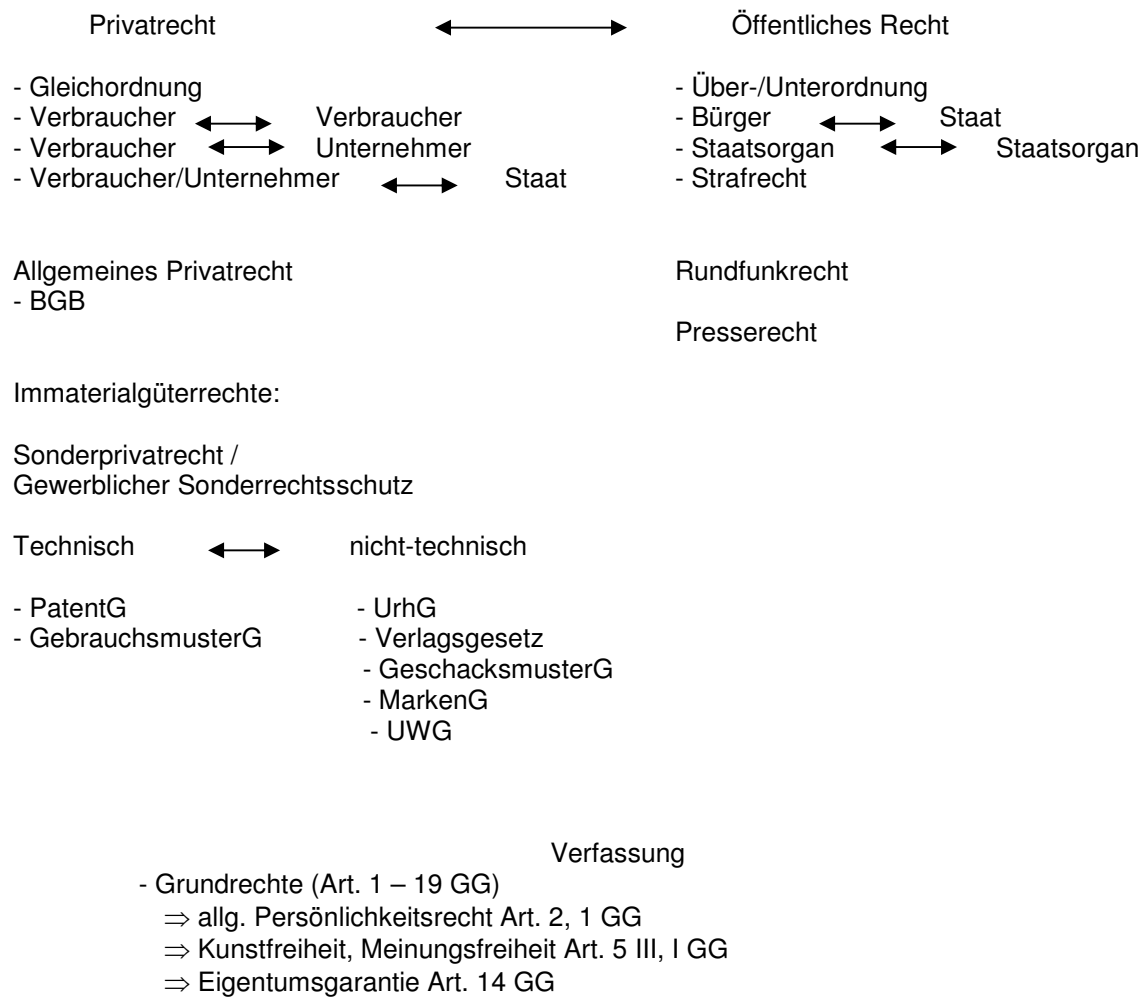 Privatrecht ⟷ Öffentliches Recht
- Gleichordnung - Über-/Unterordnung
- Verbraucher ⟷ Verbraucher - Bürger ⟷ Staat
- Verbraucher ⟷ Unternehmer - Staatsorgan ⟷ Staatsorgan
- Verbraucher/Unternehmer ⟷ Staat - Strafrecht
Allgemeines Privatrecht Rundfunkrecht
- BGB
Presserecht
Immaterialgüterrechte:
Sonderprivatrecht /
Gewerblicher Sonderrechtsschutz
Technisch ⟷ nicht-technisch
- PatentG - UrhG
- GebrauchsmusterG - Verlagsgesetz
- GeschacksmusterG
- MarkenG
- UWG
Verfassung
- Grundrechte (Art. 1 – 19 GG)
⇒ allg. Persönlichkeitsrecht Art. 2, 1 GG
⇒ Kunstfreiheit, Meinungsfreiheit Art. 5 III, I GG
⇒ Eigentumsgarantie Art. 14 GG